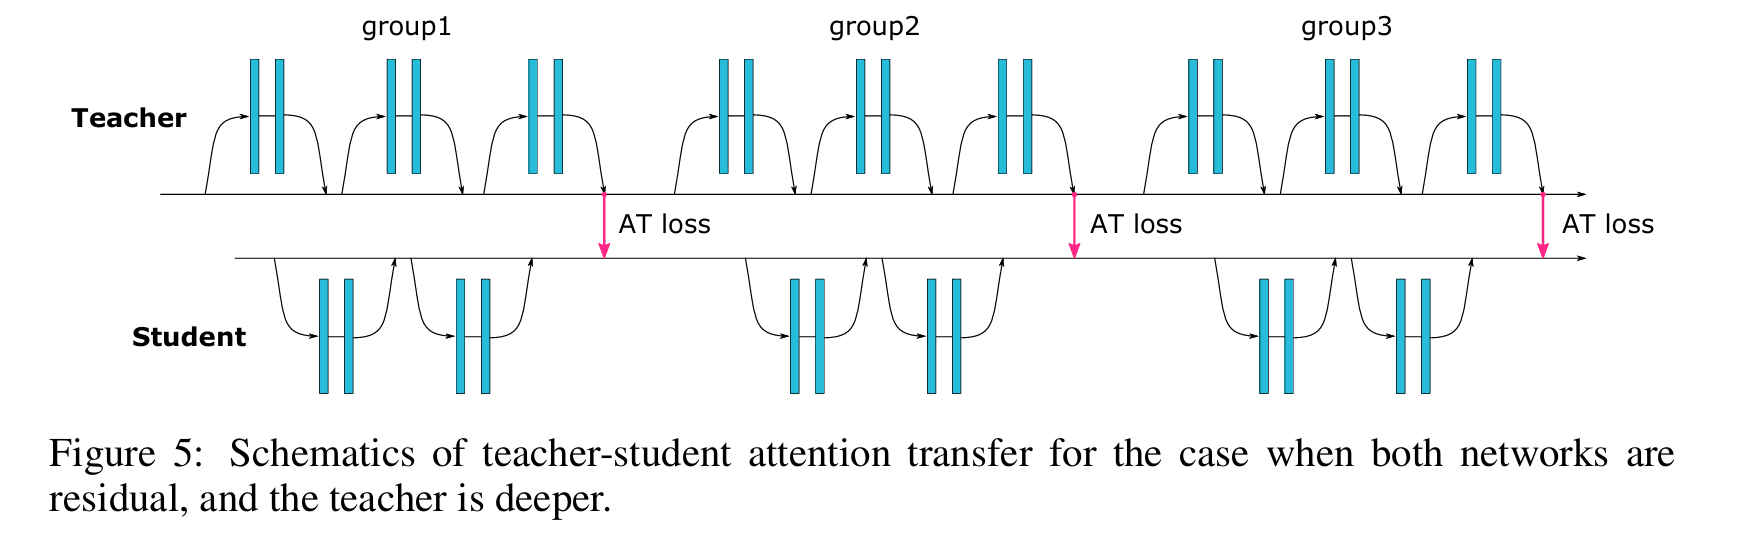 group1 group2 group3
Teacher
AT loss AT loss AT loss
Student
Figure 5: Schematics of teacher-student attention transfer for the case when both networks are
residual, and the teacher is deeper.